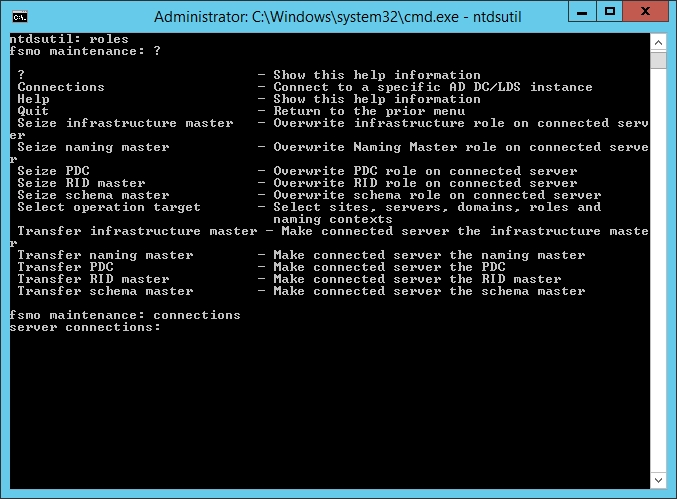 Administrator: C:\Windows\system32\cmd.exe - ntdsutil
ntdsutil: roles
fsmo maintenance: ?
?                             - Show this help information
Connections                   - Connect to a specific AD DC/LDS instance
Help                          - Show this help information
Quit                          - Return to the prior menu
Seize infrastructure master   - Overwrite infrastructure role on connected serv
er
Seize naming master           - Overwrite Naming Master role on connected serve
r
Seize PDC                     - Overwrite PDC role on connected server
Seize RID master              - Overwrite RID role on connected server
Seize schema master           - Overwrite schema role on connected server
Select operation target       - Select sites, servers, domains, roles and
naming contexts
Transfer infrastructure master - Make connected server the infrastructure maste
r
Transfer naming master        - Make connected server the naming master
Transfer PDC                  - Make connected server the PDC
Transfer RID master           - Make connected server the RID master
Transfer schema master        - Make connected server the schema master
fsmo maintenance: connections
server connections: